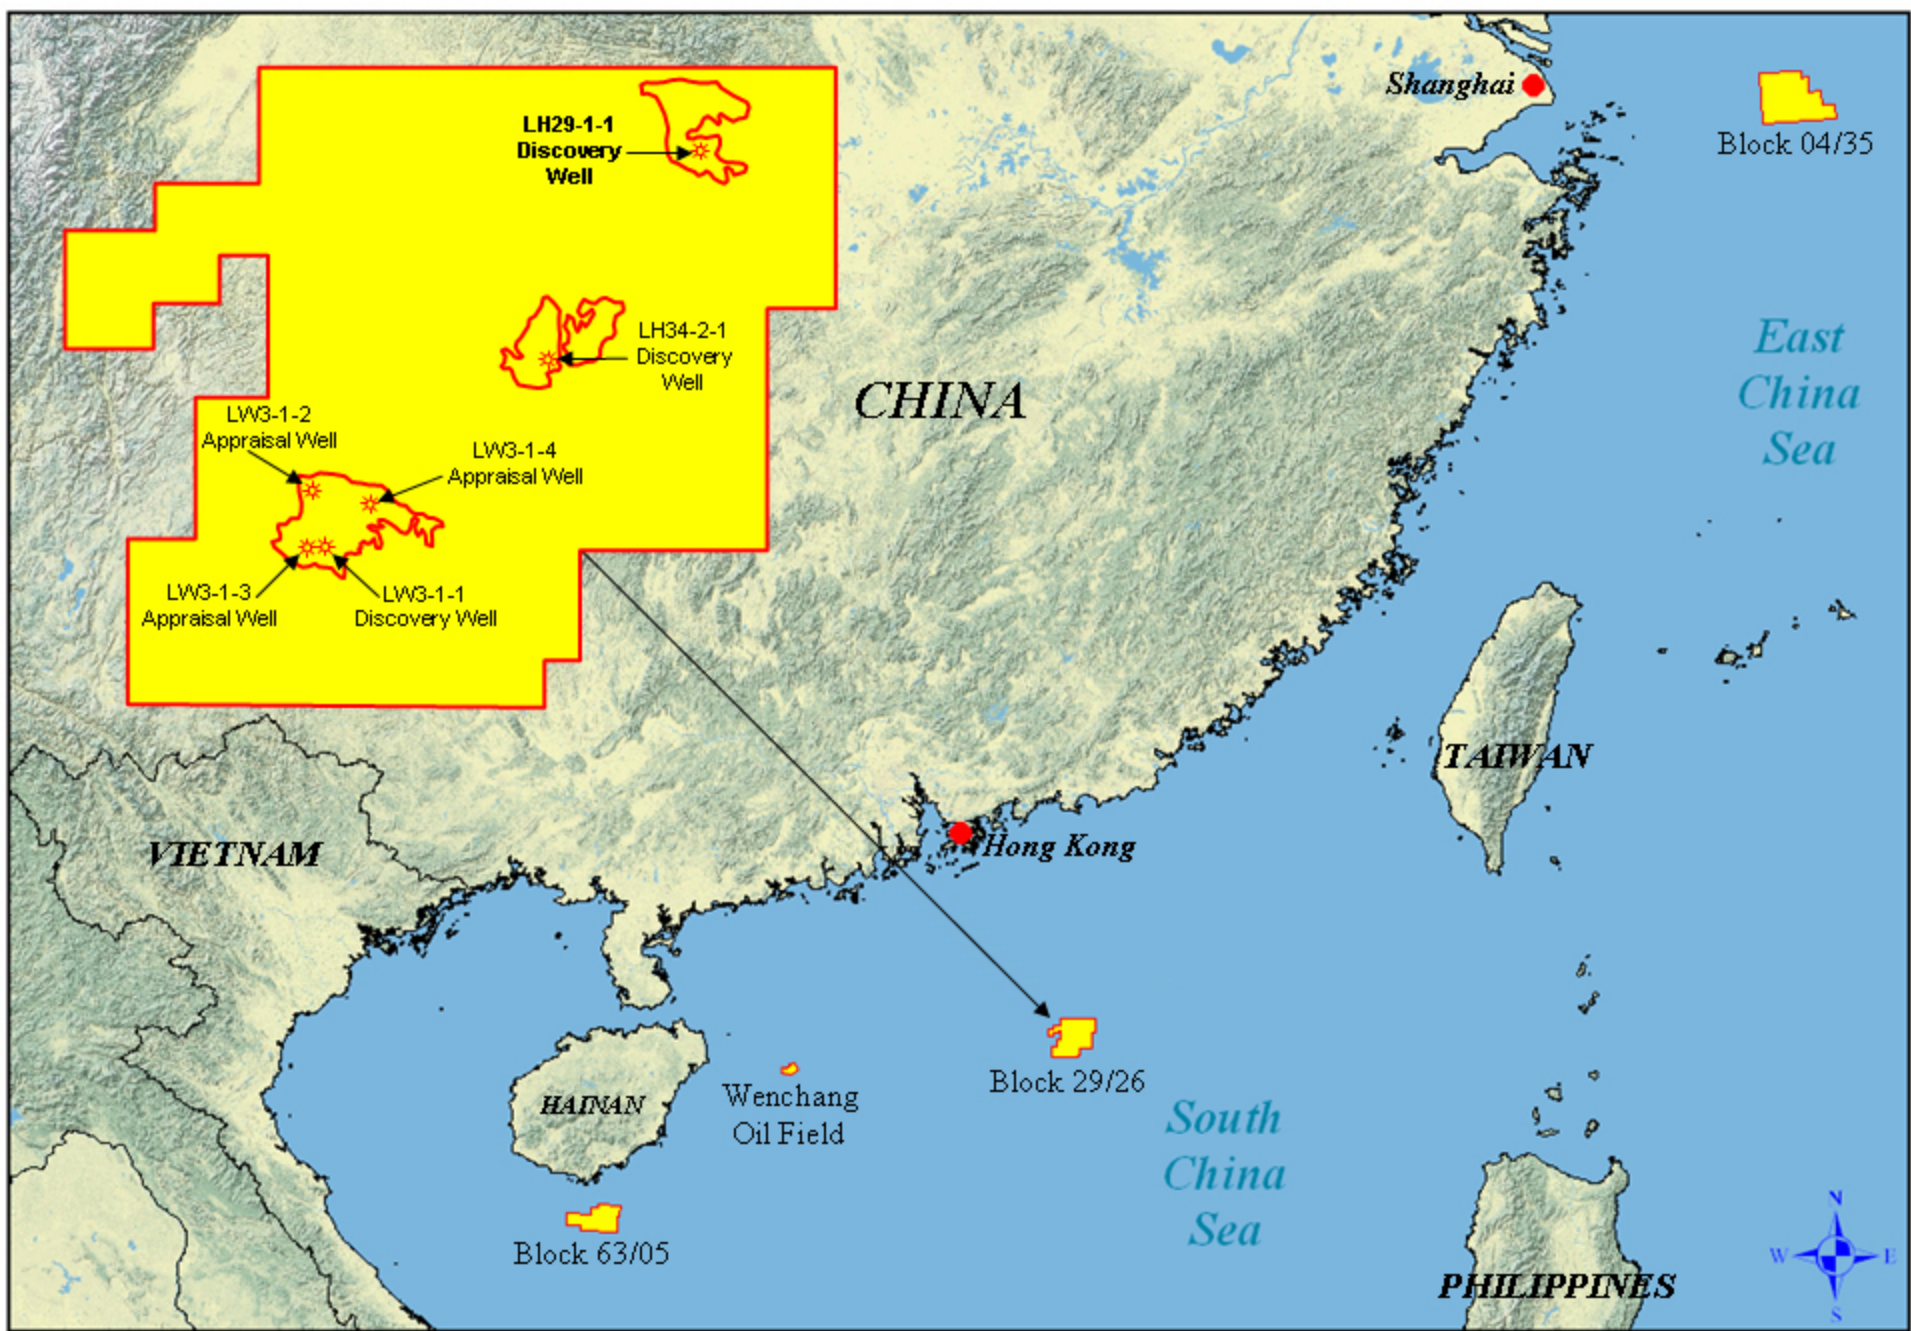 Shanghai
Block 04/35
LH29-1-1
Discovery
Well
East
China
Sea
LH34-2-1
Discovery
Well
CHINA
LW3-1-2
Appraisal Well
LW3-1-4
Appraisal Well
LW3-1-3
Appraisal Well
LW3-1-1
Discovery Well
TAIWAN
VIETNAM
Hong Kong
Block 29/26
Wenchang
Oil Field
HAINAN
South
China
Sea
Block 63/05
PHILIPPINES
N
W
E
S